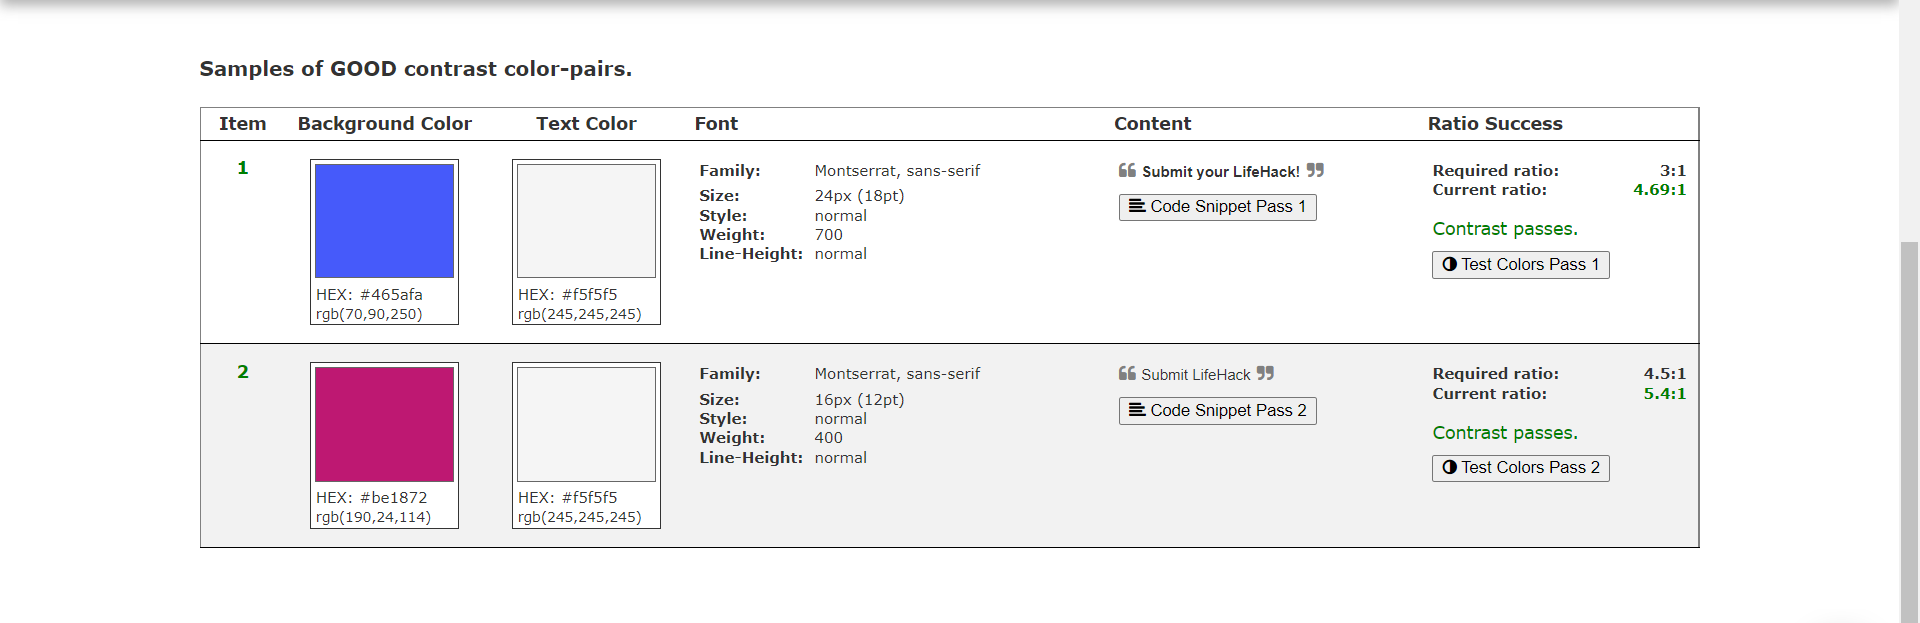 Samples of GOOD contrast color-pairs.
Item Background Color Text Color Font Content Ratio Success
1
HEX: #465afa
rgb(70,90,250)
HEX: #f5f5f5
rgb(245,245,245)
Family: Montserrat, sans-serif
Size: 24px (18pt)
Style: normal
Weight: 700
Line-Height: normal
❝ Submit your LifeHack! ❞
Code Snippet Pass 1
Required ratio: 3:1
Current ratio: 4.69:1
Contrast passes.
Test Colors Pass 1
2
HEX: #be1872
rgb(190,24,114)
HEX: #f5f5f5
rgb(245,245,245)
Family: Montserrat, sans-serif
Size: 16px (12pt)
Style: normal
Weight: 400
Line-Height: normal
❝ Submit LifeHack ❞
Code Snippet Pass 2
Required ratio: 4.5:1
Current ratio: 5.4:1
Contrast passes.
Test Colors Pass 2